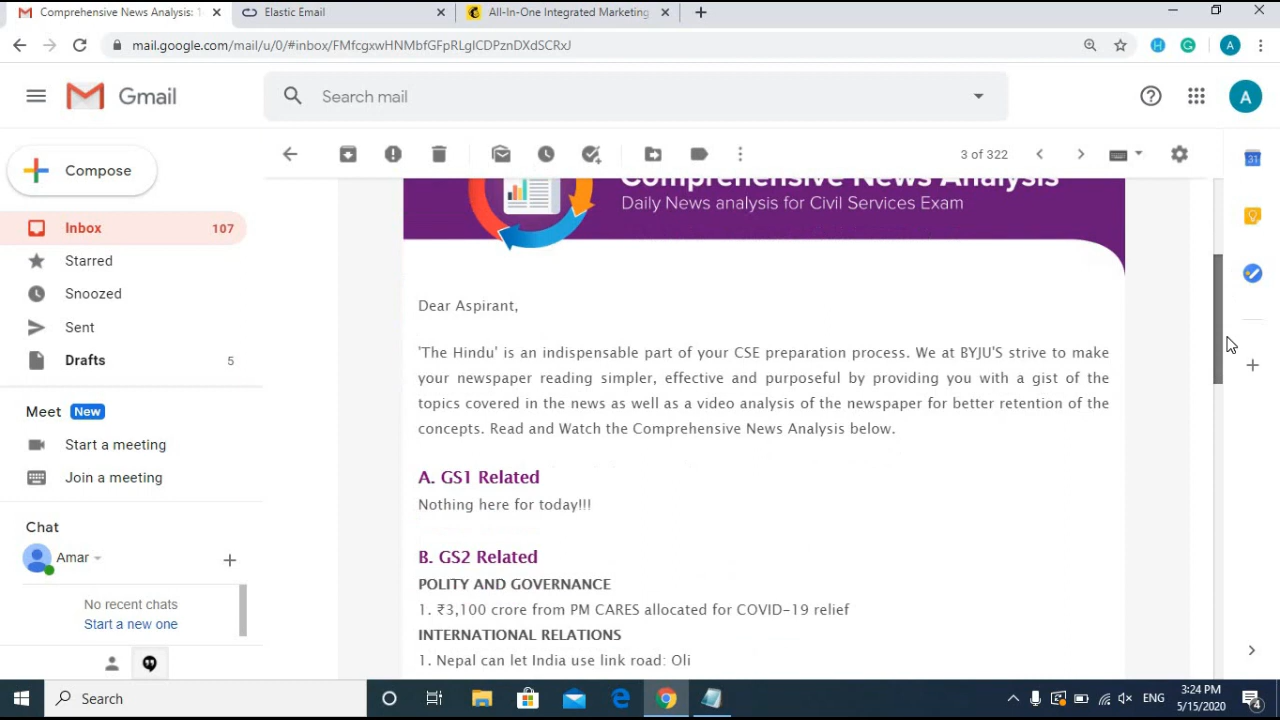 Comprehensive News Analysis: 1
Elastic Email
All-In-One Integrated Marketing
mail.google.com/mail/u/0/#inbox/FMfcgxwHNMbfGFpRLglCDPznDXdSCRxJ
A
Gmail
Search mail
A
Compose
3 of 322
Inbox 107
Starred
Snoozed
Sent
Drafts 5
Meet New
Start a meeting
Join a meeting
Chat
Amar
No recent chats
Start a new one
31
Comprehensive News Analysis
Daily News analysis for Civil Services Exam
Dear Aspirant,
'The Hindu' is an indispensable part of your CSE preparation process. We at BYJU'S strive to make
your newspaper reading simpler, effective and purposeful by providing you with a gist of the
topics covered in the news as well as a video analysis of the newspaper for better retention of the
concepts. Read and Watch the Comprehensive News Analysis below.
A. GS1 Related
Nothing here for today!!!
B. GS2 Related
POLITY AND GOVERNANCE
1. ₹3,100 crore from PM CARES allocated for COVID-19 relief
INTERNATIONAL RELATIONS
1. Nepal can let India use link road: Oli
Search
ENG
3:24 PM
5/15/2020
4